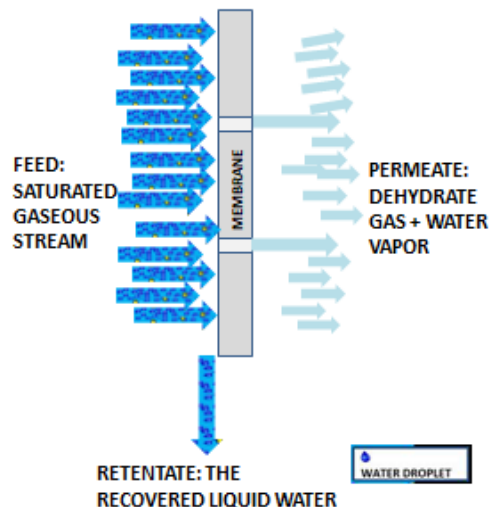 FEED:
SATURATED
GASEOUS
STREAM
MEMBRANE
PERMEATE:
DEHYDRATE
GAS + WATER
VAPOR
RETENTATE: THE
RECOVERED LIQUID WATER
WATER DROPLET